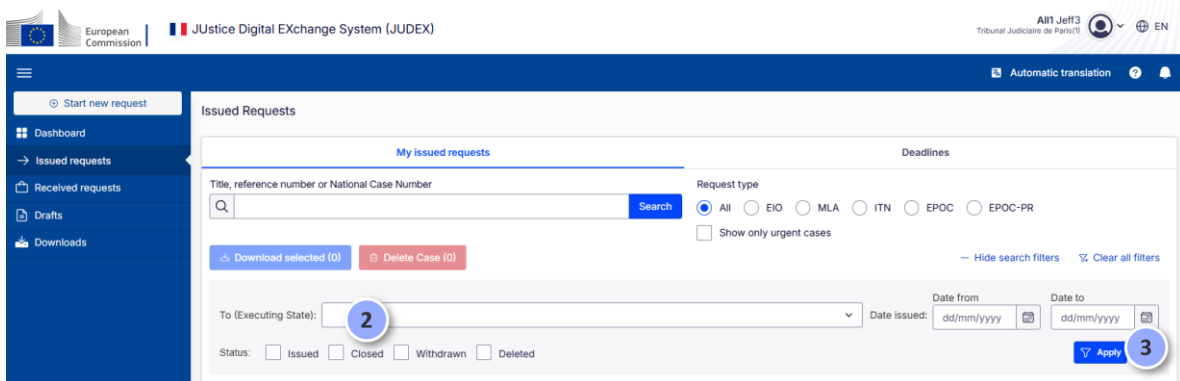 European
Commission
JUstice Digital EXchange System (JUDEX)
All1 Jeff3
Tribunal Judiciaire de Paris(1)
EN
Automatic translation
?
Start new request
Dashboard
Issued requests
Received requests
Drafts
Downloads
Issued Requests
My issued requests
Deadlines
Title, reference number or National Case Number
Search
Request type
All EIO MLA ITN EPOC EPOC-PR
Show only urgent cases
Download selected (0)
Delete Case (0)
Hide search filters
Clear all filters
To (Executing State):
2
Date issued:
Date from
dd/mm/yyyy
Date to
dd/mm/yyyy
Status: Issued Closed Withdrawn Deleted
Apply
3